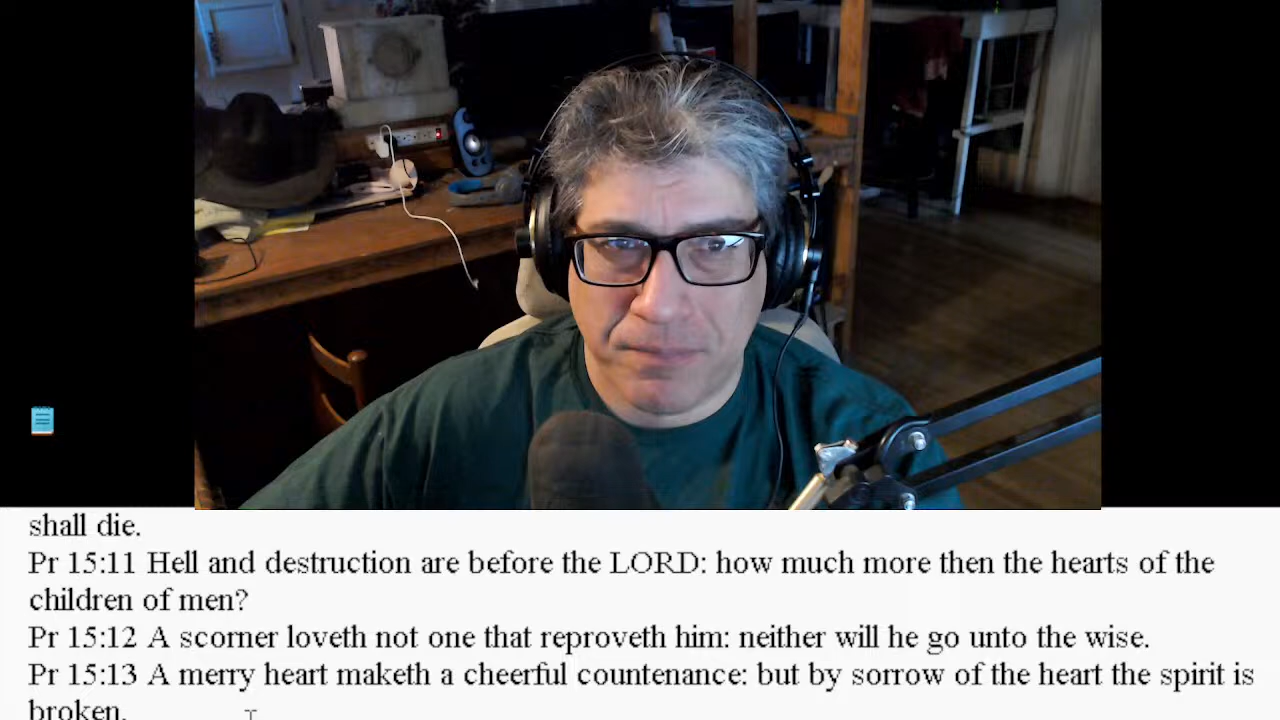 shall die.
Pr 15:11 Hell and destruction are before the LORD: how much more then the hearts of the
children of men?
Pr 15:12 A scorner loveth not one that reproveth him: neither will he go unto the wise.
Pr 15:13 A merry heart maketh a cheerful countenance: but by sorrow of the heart the spirit is
broken.